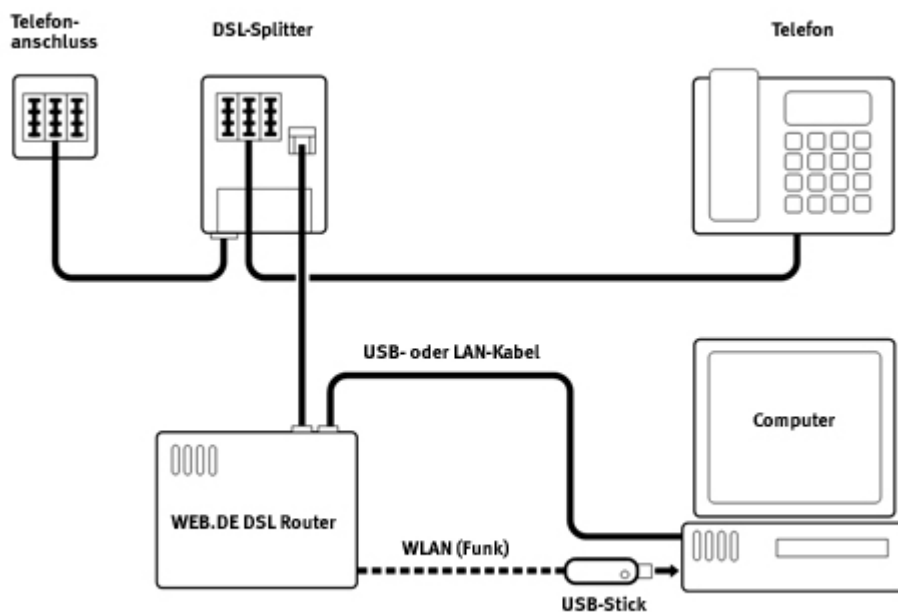 Telefon-
anschluss
DSL-Splitter
Telefon
USB- oder LAN-Kabel
Computer
WEB.DE DSL Router
WLAN (Funk)
USB-Stick